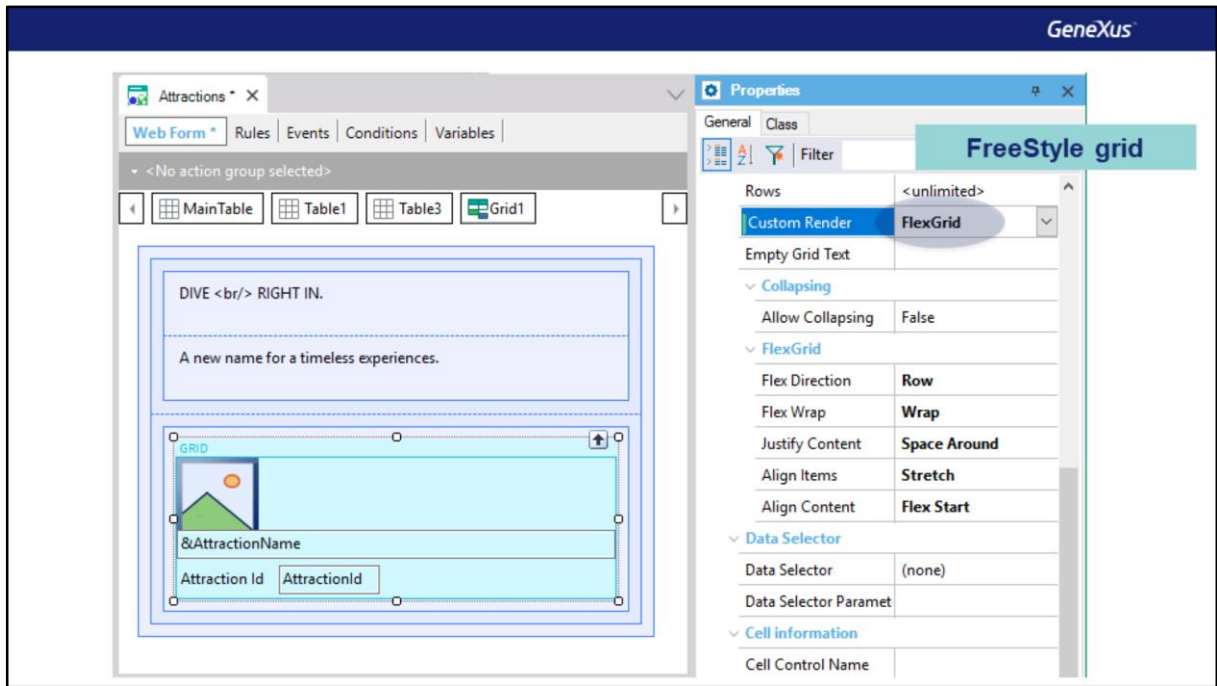 GeneXus
Attractions *
Web Form * Rules Events Conditions Variables
<No action group selected>
MainTable Table1 Table3 Grid1
DIVE <br/> RIGHT IN.
A new name for a timeless experiences.
GRID
&AttractionName
Attraction Id AttractionId
Properties
General Class
Filter
FreeStyle grid
Rows <unlimited>
Custom Render FlexGrid
Empty Grid Text
Collapsing
Allow Collapsing False
FlexGrid
Flex Direction Row
Flex Wrap Wrap
Justify Content Space Around
Align Items Stretch
Align Content Flex Start
Data Selector
Data Selector (none)
Data Selector Paramet
Cell information
Cell Control Name